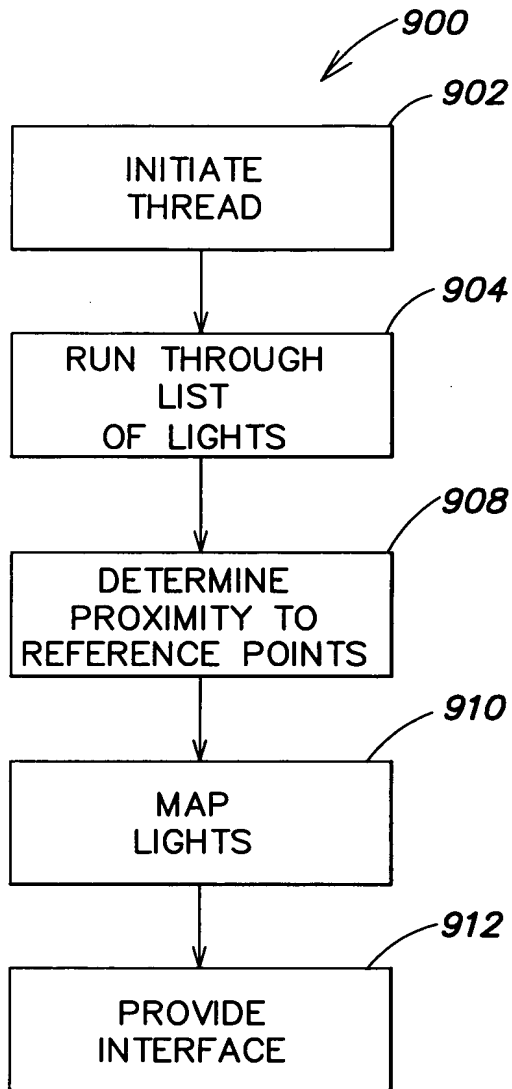 900
902
INITIATE
THREAD
904
RUN THROUGH
LIST
OF LIGHTS
908
DETERMINE
PROXIMITY TO
REFERENCE POINTS
910
MAP
LIGHTS
912
PROVIDE
INTERFACE